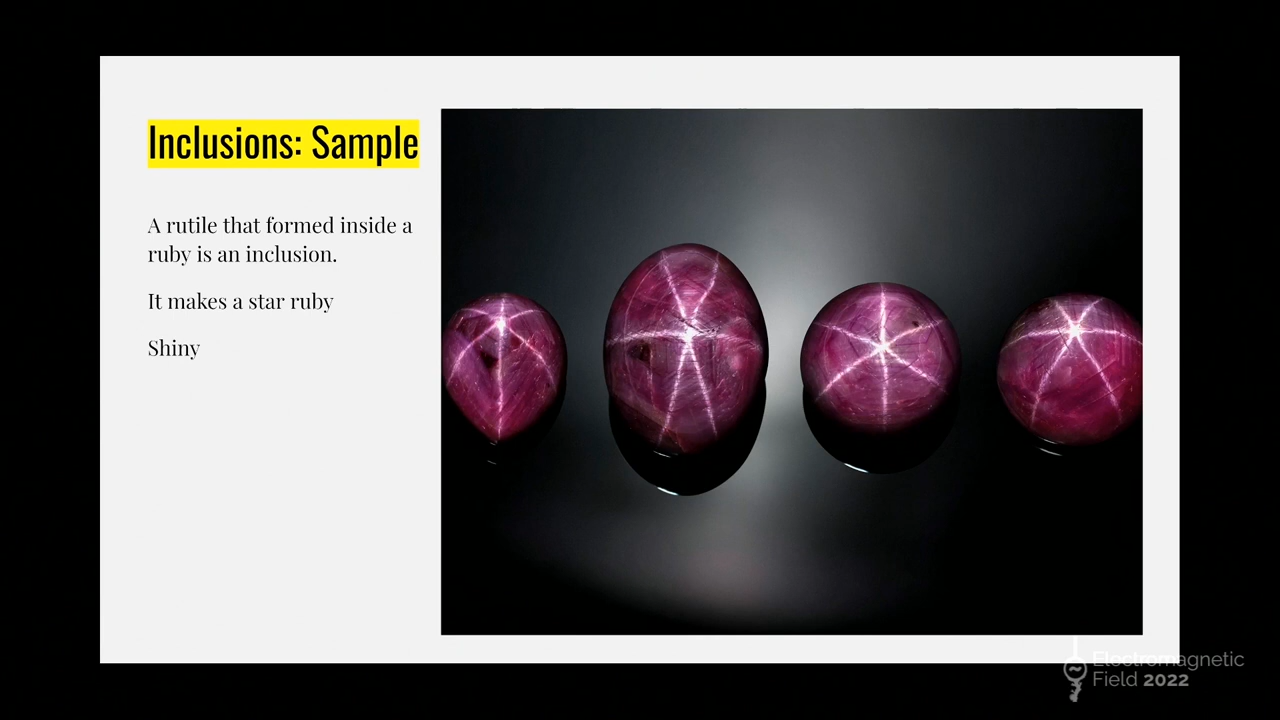 Inclusions: Sample
A rutile that formed inside a
ruby is an inclusion.
It makes a star ruby
Shiny
Electromagnetic
Field 2022